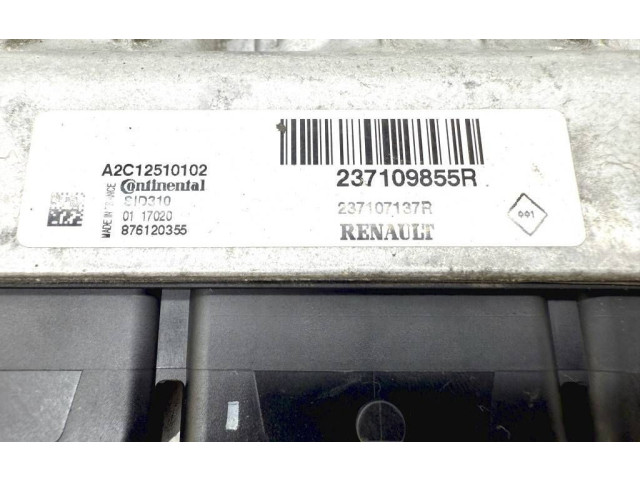 A2C12510102
Continental
SID310
01 17020
876120355
MADE IN FRANCE
237109855R
237107137R
RENAULT
001